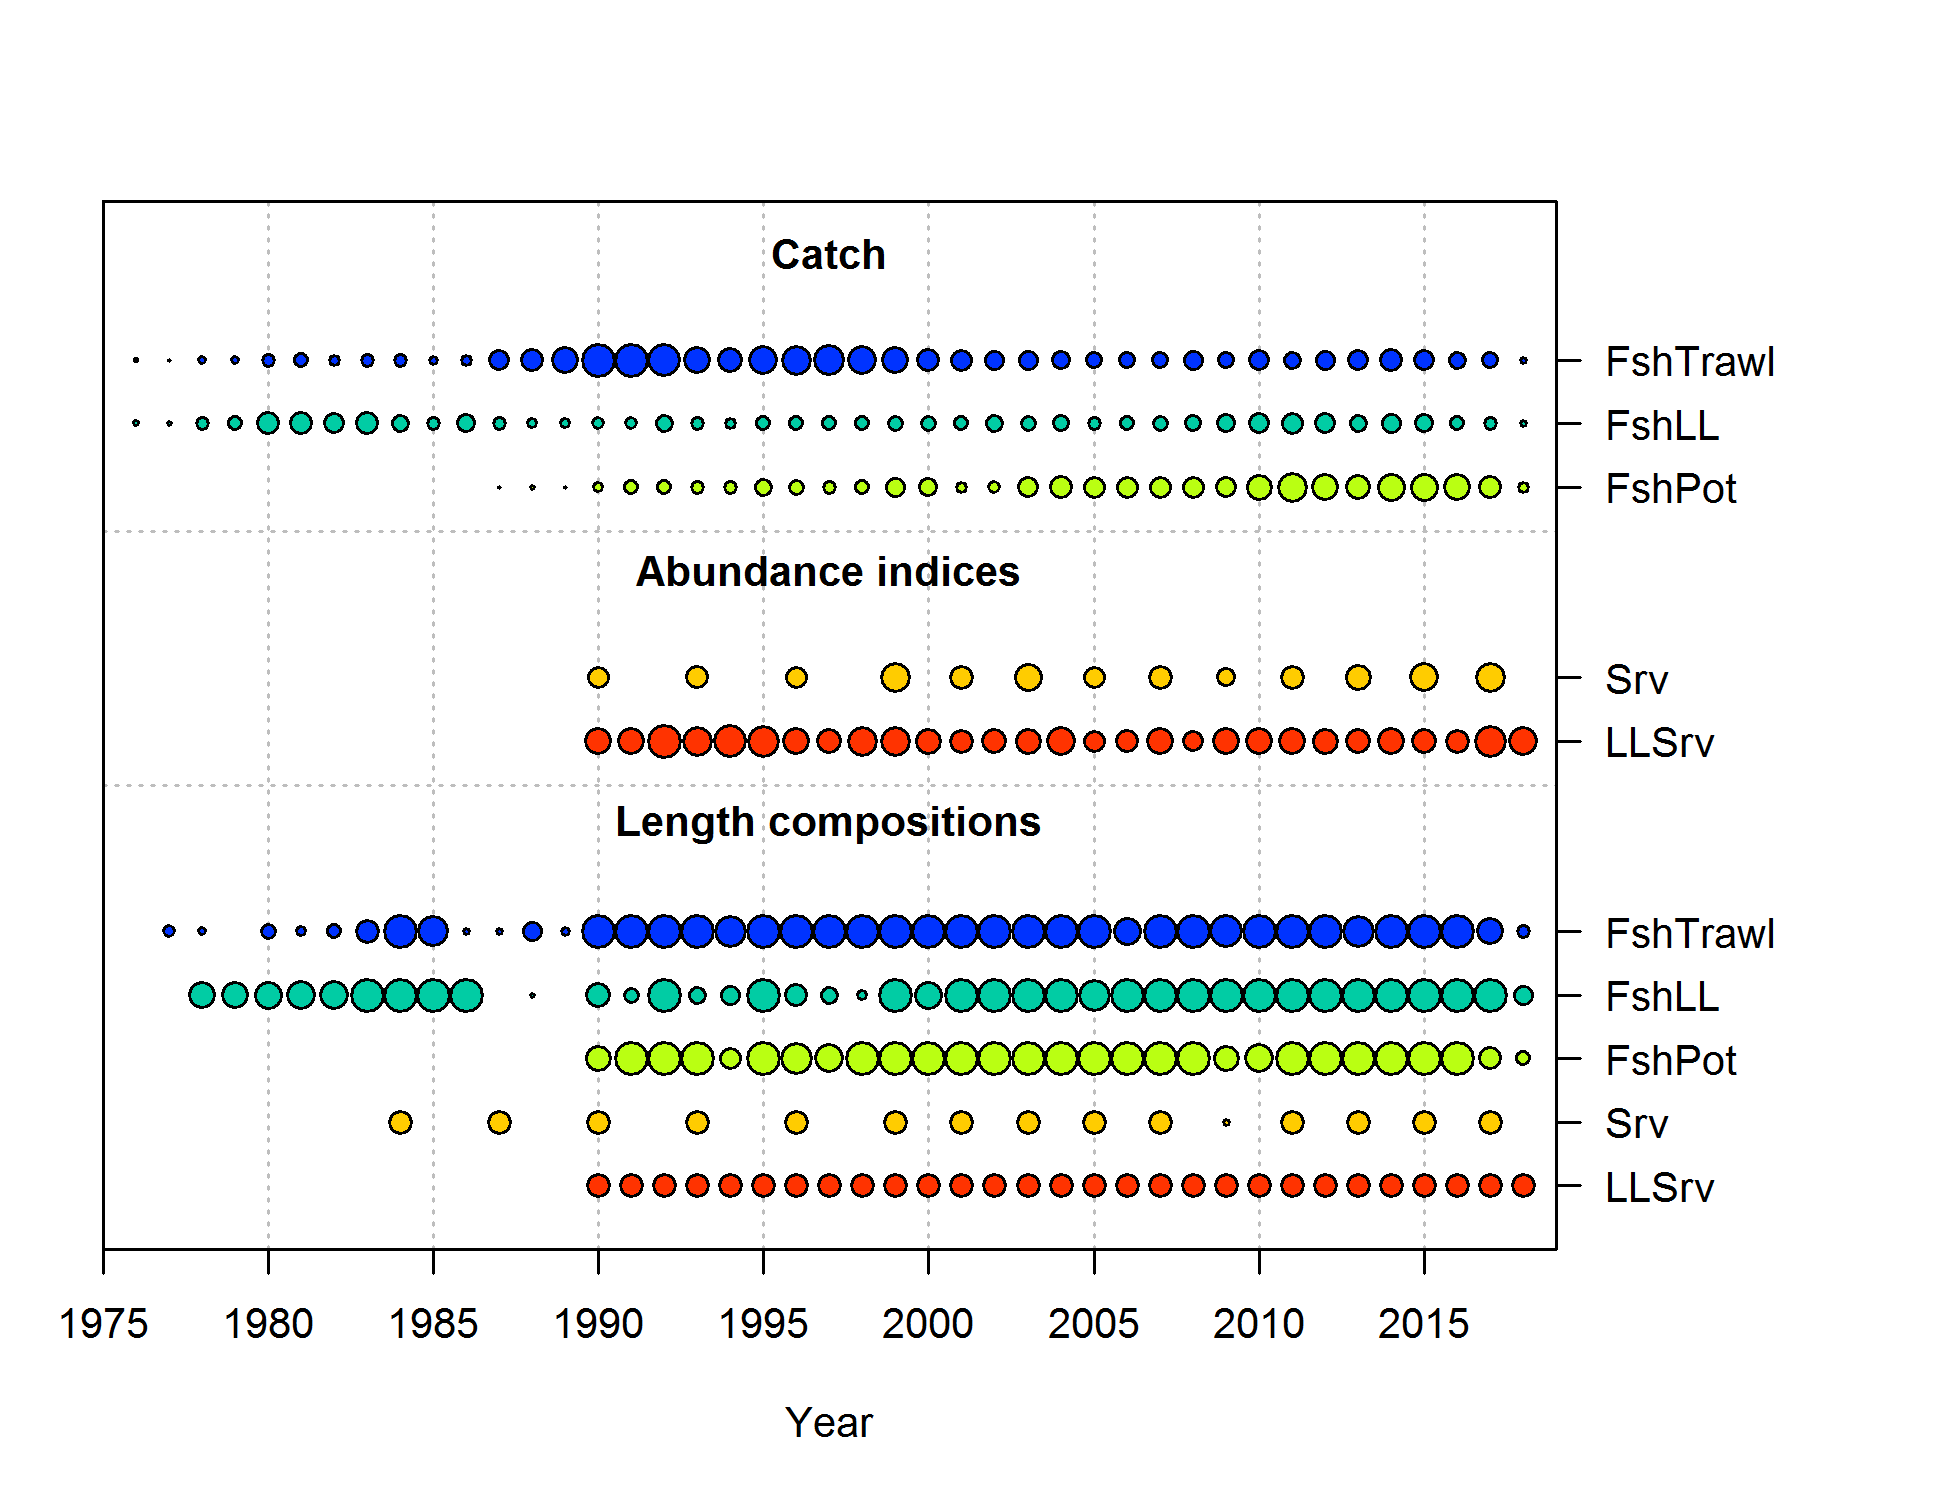 Catch
FshTrawl
FshLL
FshPot
Abundance indices
Srv
LLSrv
Length compositions
FshTrawl
FshLL
FshPot
Srv
LLSrv
1975 1980 1985 1990 1995 2000 2005 2010 2015
Year